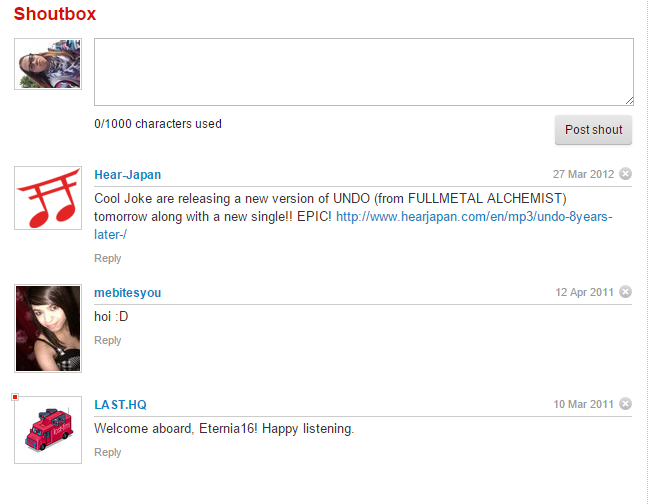 Shoutbox
0/1000 characters used
Post shout
Hear-Japan
27 Mar 2012
Cool Joke are releasing a new version of UNDO (from FULLMETAL ALCHEMIST)
tomorrow along with a new single!! EPIC! http://www.hearjapan.com/en/mp3/undo-8years-
later-/
Reply
mebitesyou
12 Apr 2011
hoi :D
Reply
LAST.HQ
10 Mar 2011
Welcome aboard, Eternia16! Happy listening.
Reply